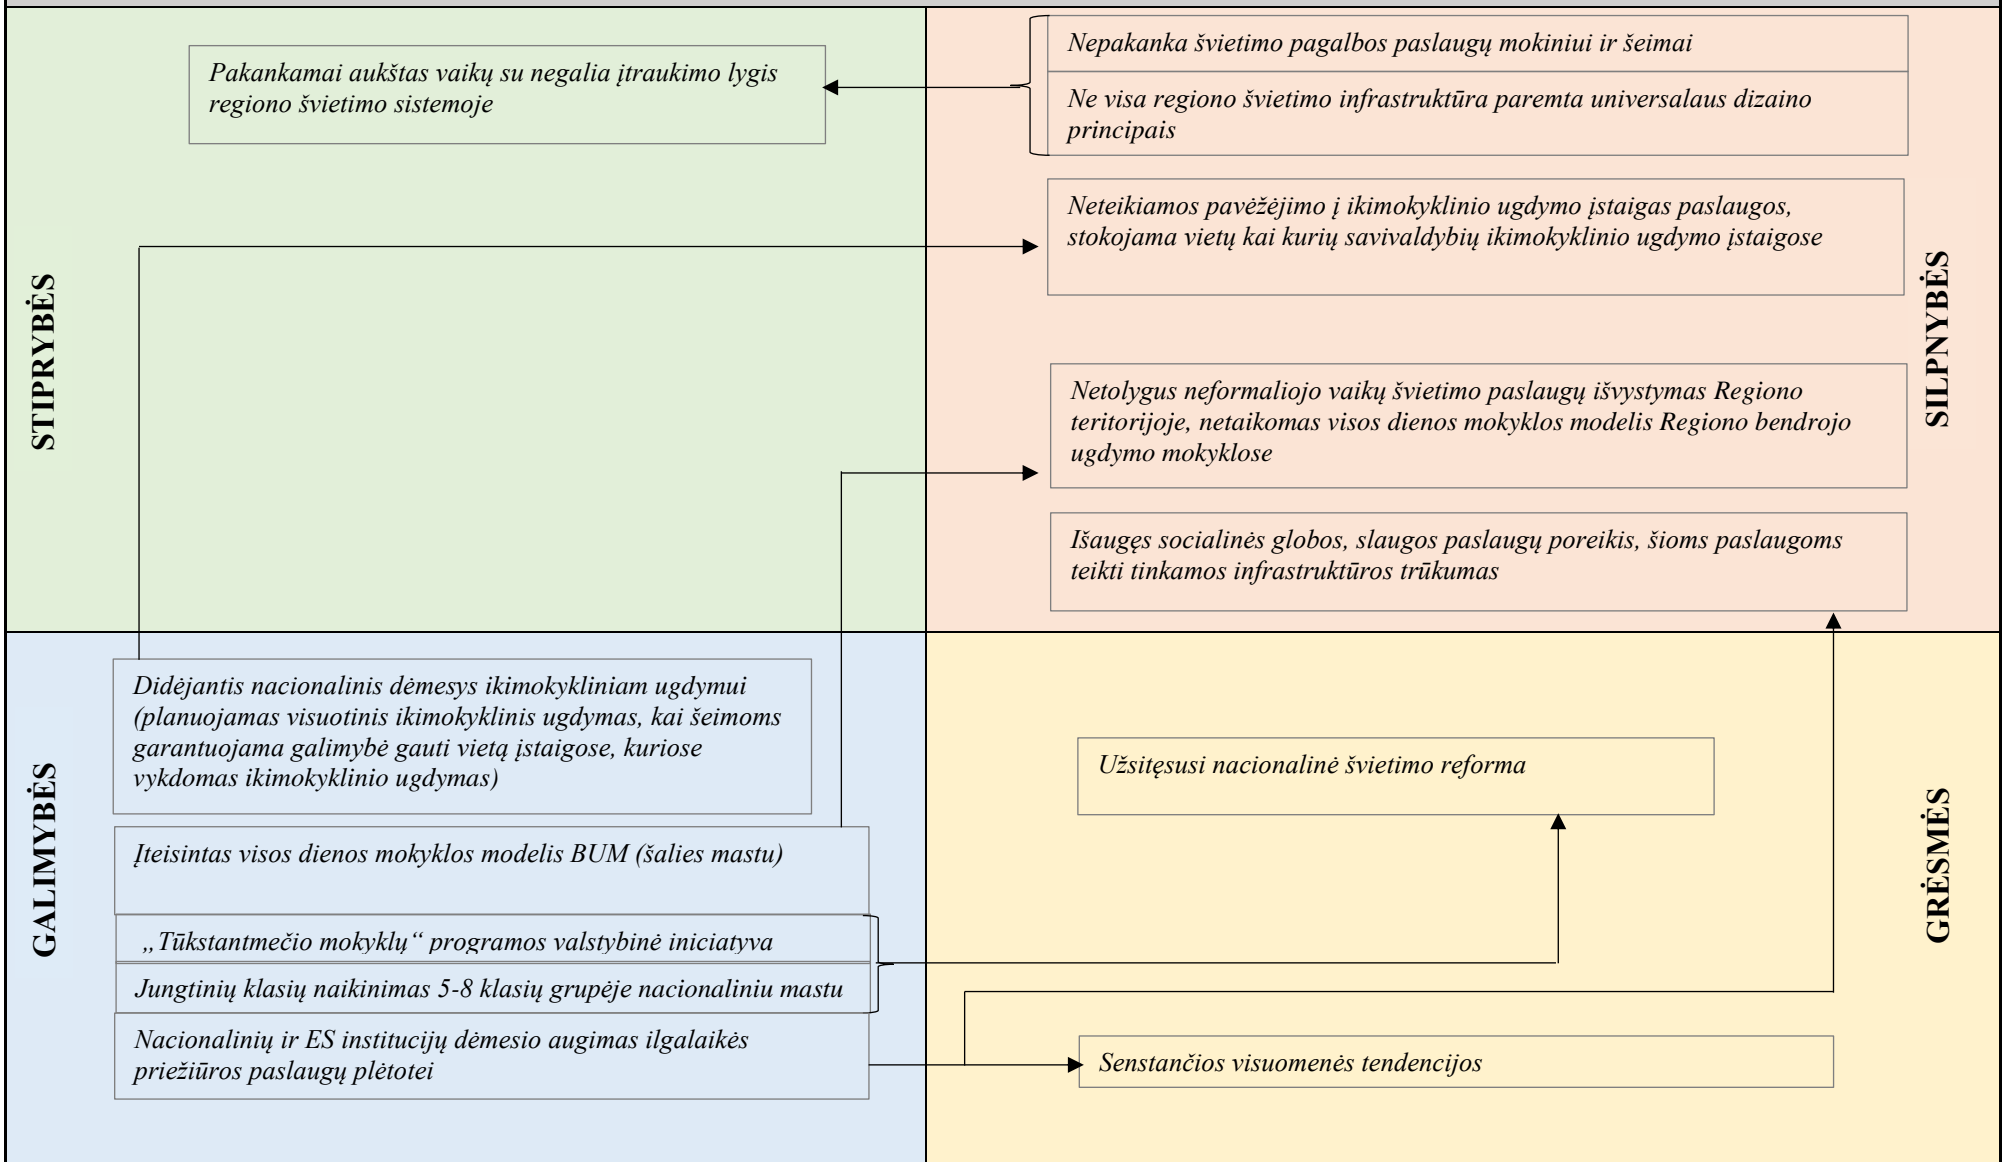 STIPRYBĖS
Pakankamai aukštas vaikų su negalia įtraukimo lygis
regiono švietimo sistemoje
SILPNYBĖS
Nepakanka švietimo pagalbos paslaugų mokiniui ir šeimai
Ne visa regiono švietimo infrastruktūra paremta universalaus dizaino
principais
Neteikiamos pavėžėjimo į ikimokyklinio ugdymo įstaigas paslaugos,
stokojama vietų kai kurių savivaldybių ikimokyklinio ugdymo įstaigose
Netolygus neformaliojo vaikų švietimo paslaugų išvystymas Regiono
teritorijoje, netaikomas visos dienos mokyklos modelis Regiono bendrojo
ugdymo mokyklose
Išaugęs socialinės globos, slaugos paslaugų poreikis, šioms paslaugoms
teikti tinkamos infrastruktūros trūkumas
GALIMYBĖS
Didėjantis nacionalinis dėmesys ikimokykliniam ugdymui
(planuojamas visuotinis ikimokyklinis ugdymas, kai šeimoms
garantuojama galimybė gauti vietą įstaigose, kuriose
vykdomas ikimokyklinio ugdymas)
Įteisintas visos dienos mokyklos modelis BUM (šalies mastu)
„Tūkstantmečio mokyklų“ programos valstybinė iniciatyva
Jungtinių klasių naikinimas 5-8 klasių grupėje nacionaliniu mastu
Nacionalinių ir ES institucijų dėmesio augimas ilgalaikės
priežiūros paslaugų plėtotei
GRĖSMĖS
Užsitęsusi nacionalinė švietimo reforma
Senstančios visuomenės tendencijos